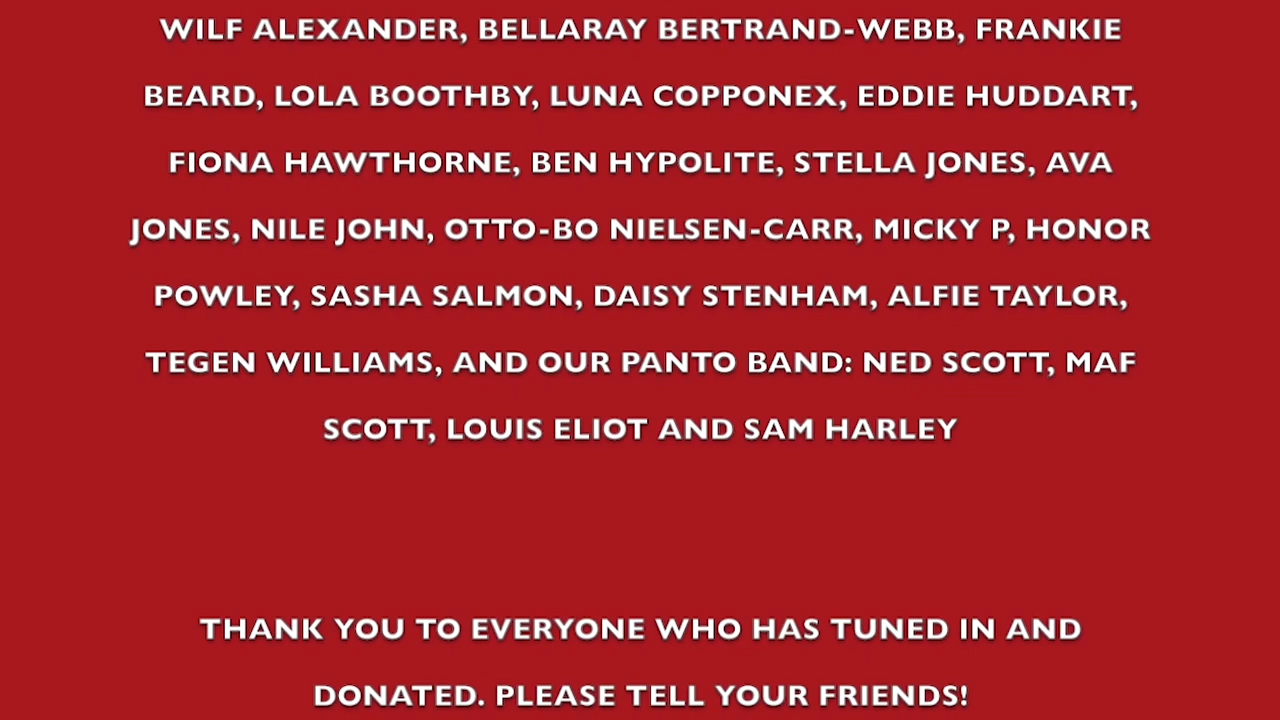 WILF ALEXANDER, BELLARAY BERTRAND-WEBB, FRANKIE
BEARD, LOLA BOOTHBY, LUNA COPPONEX, EDDIE HUDDART,
FIONA HAWTHORNE, BEN HYPOLITE, STELLA JONES, AVA
JONES, NILE JOHN, OTTO-BO NIELSEN-CARR, MICKY P, HONOR
POWLEY, SASHA SALMON, DAISY STENHAM, ALFIE TAYLOR,
TEGEN WILLIAMS, AND OUR PANTO BAND: NED SCOTT, MAF
SCOTT, LOUIS ELIOT AND SAM HARLEY
THANK YOU TO EVERYONE WHO HAS TUNED IN AND
DONATED. PLEASE TELL YOUR FRIENDS!